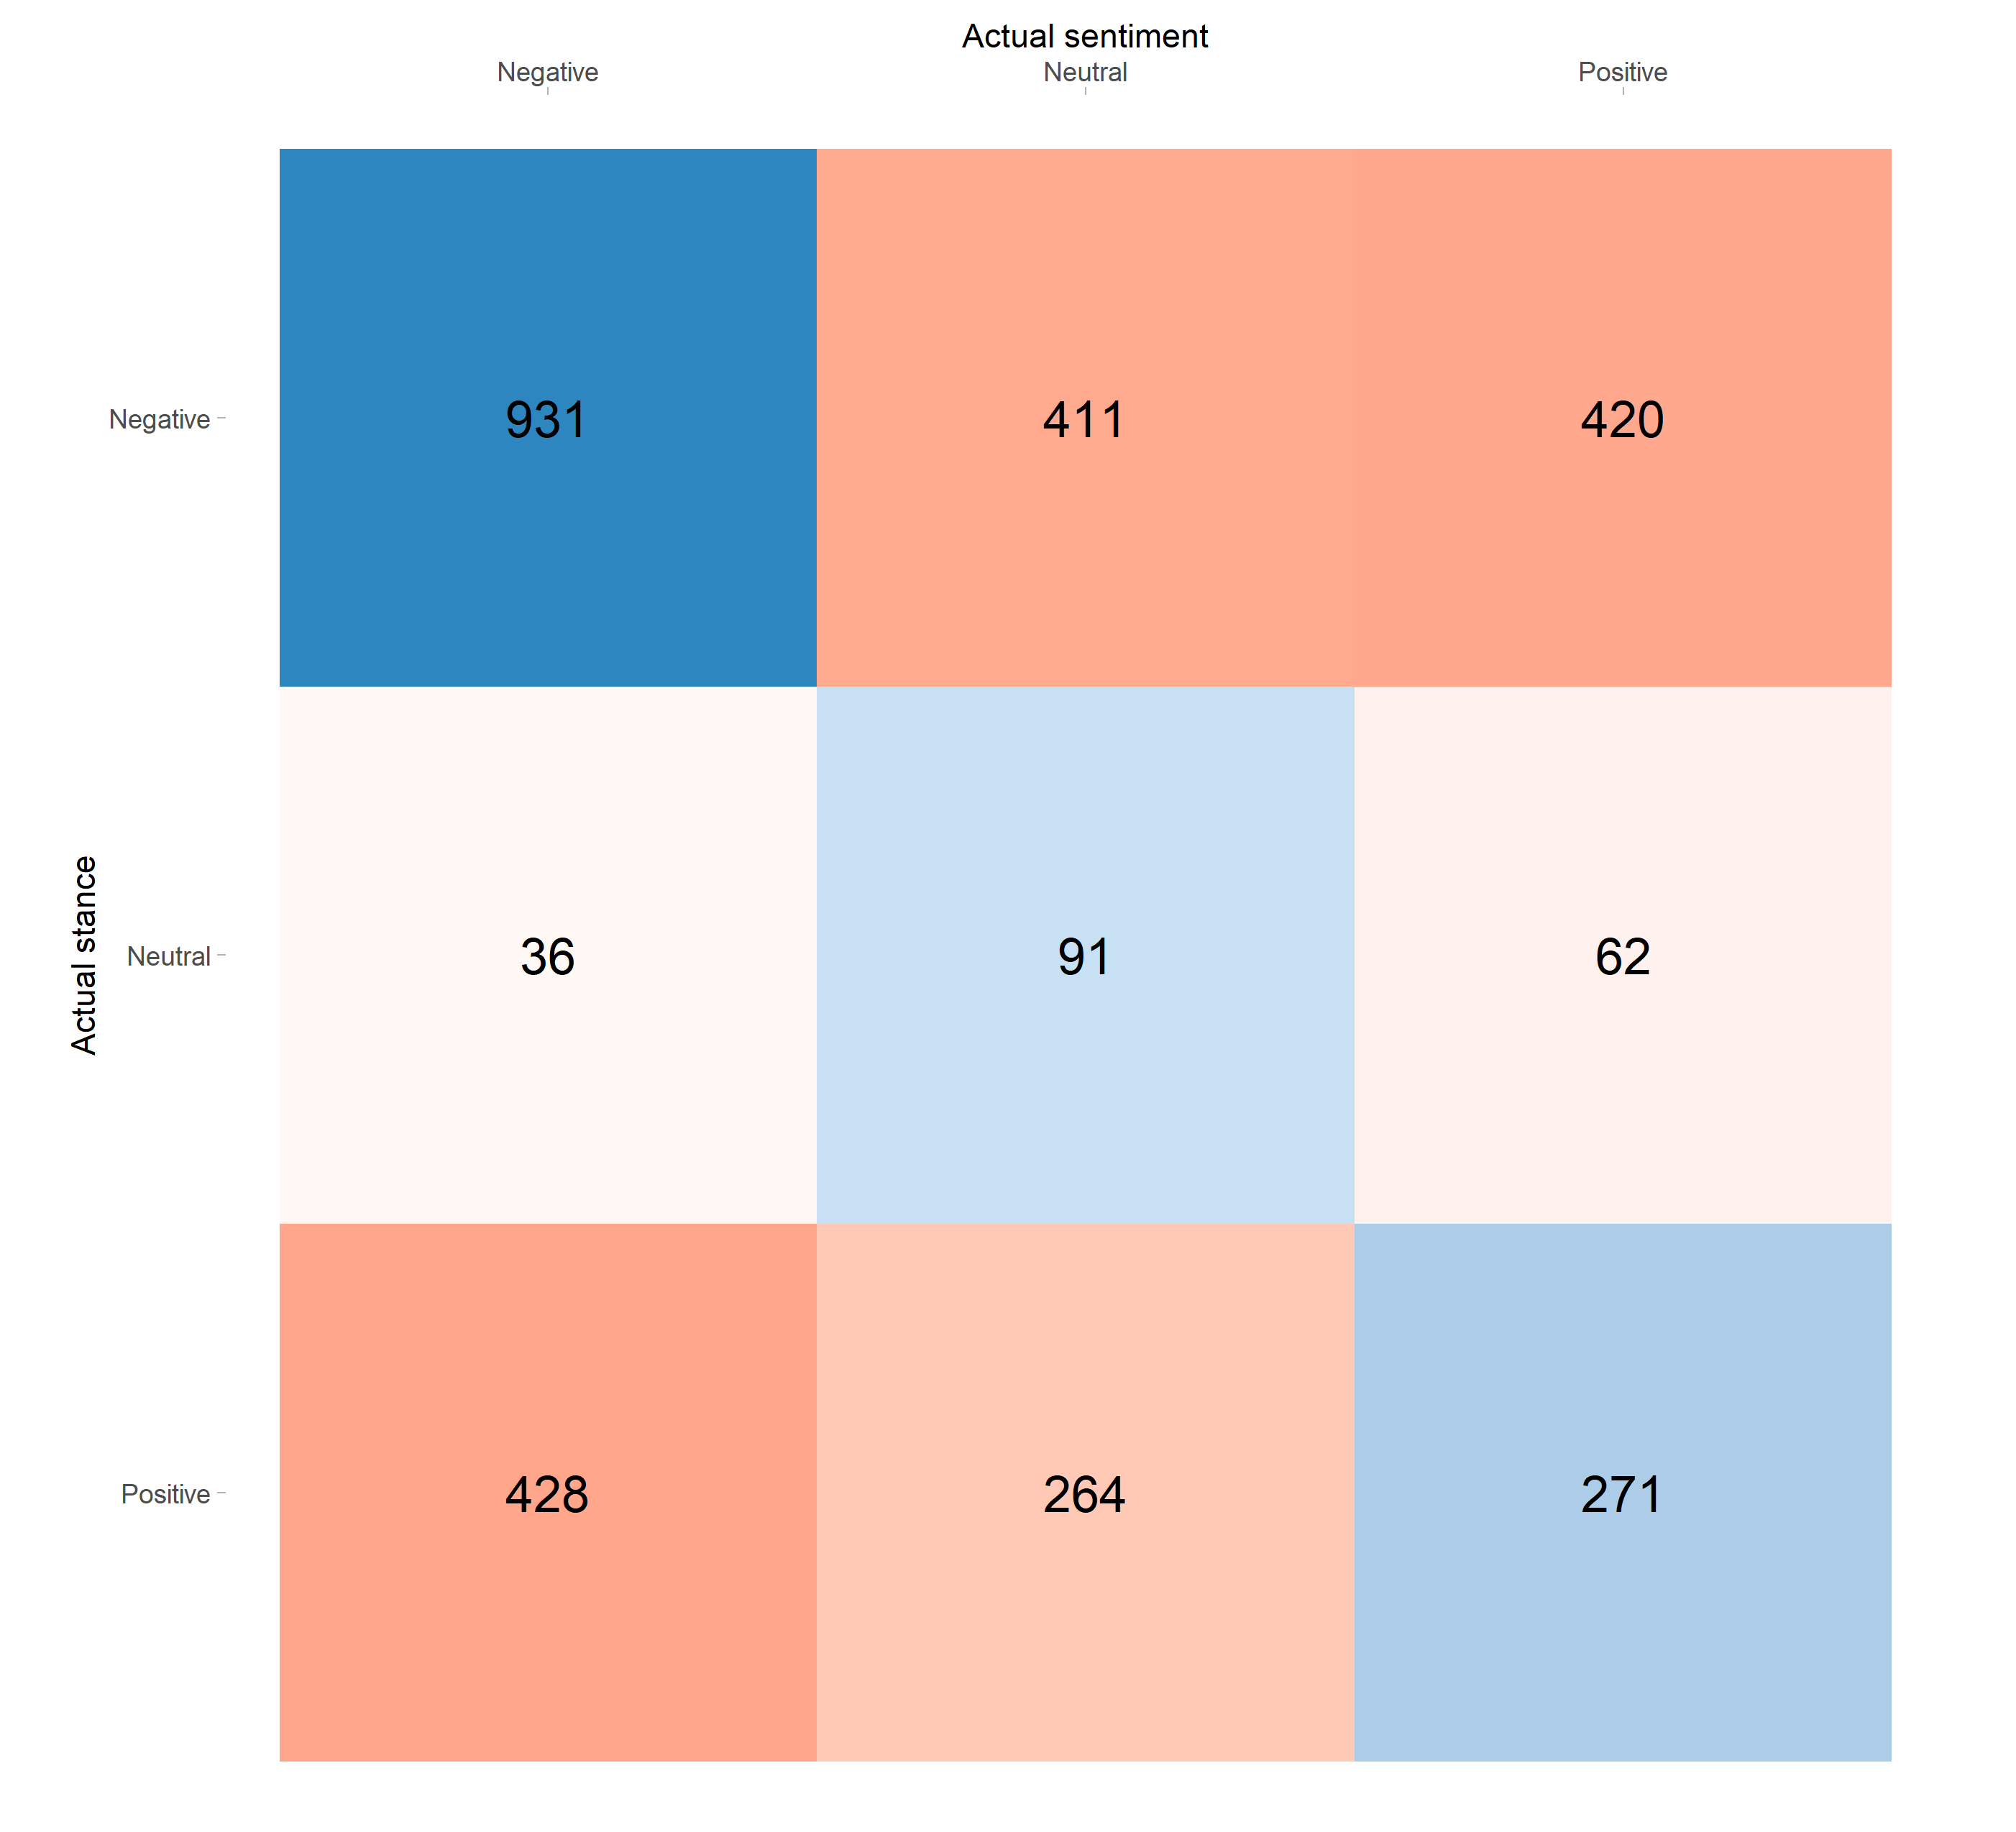 Actual sentiment
Negative Neutral Positive
Negative 931 411 420
Actual stance
Neutral 36 91 62
Positive 428 264 271